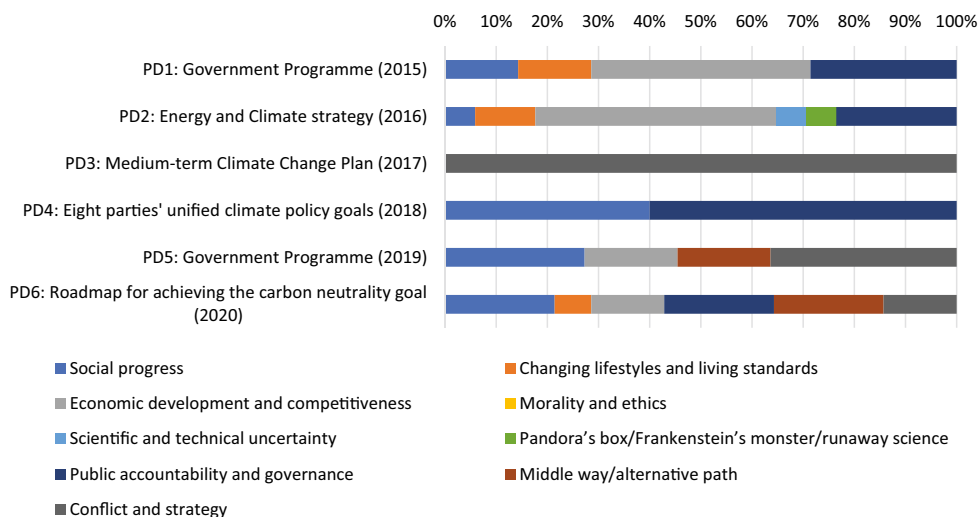 0% 10% 20% 30% 40% 50% 60% 70% 80% 90% 100%
PD1: Government Programme (2015)
PD2: Energy and Climate strategy (2016)
PD3: Medium-term Climate Change Plan (2017)
PD4: Eight parties' unified climate policy goals (2018)
PD5: Government Programme (2019)
PD6: Roadmap for achieving the carbon neutrality goal
(2020)
Social progress
Changing lifestyles and living standards
Economic development and competitiveness
Morality and ethics
Scientific and technical uncertainty
Pandora’s box/Frankenstein’s monster/runaway science
Public accountability and governance
Middle way/alternative path
Conflict and strategy